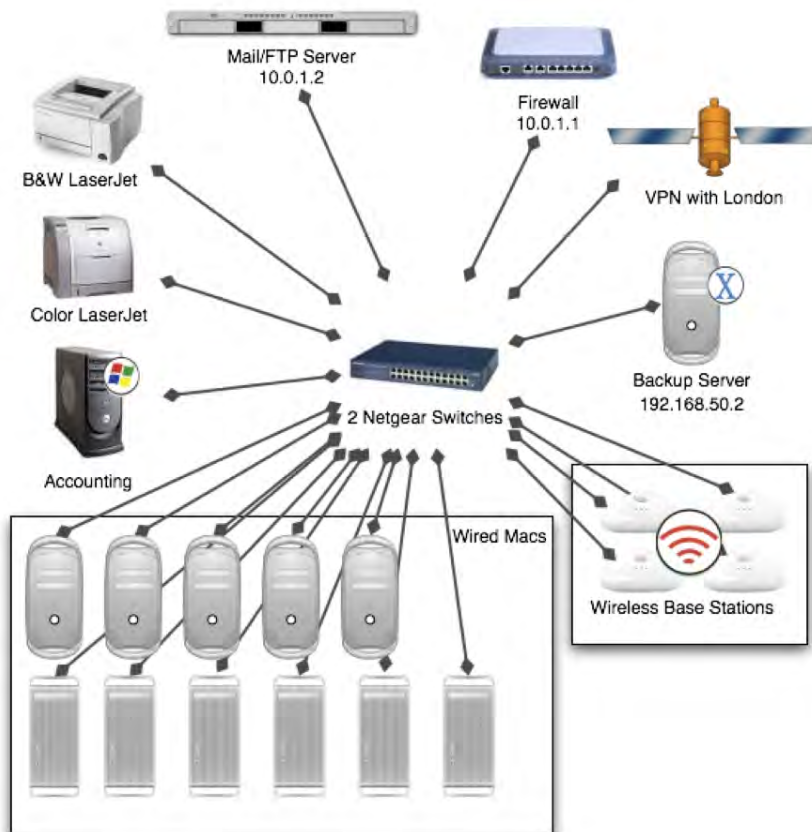 Mail/FTP Server
10.0.1.2
Firewall
10.0.1.1
B&W LaserJet
VPN with London
Color LaserJet
X
Backup Server
192.168.50.2
2 Netgear Switches
Accounting
Wired Macs
Wireless Base Stations